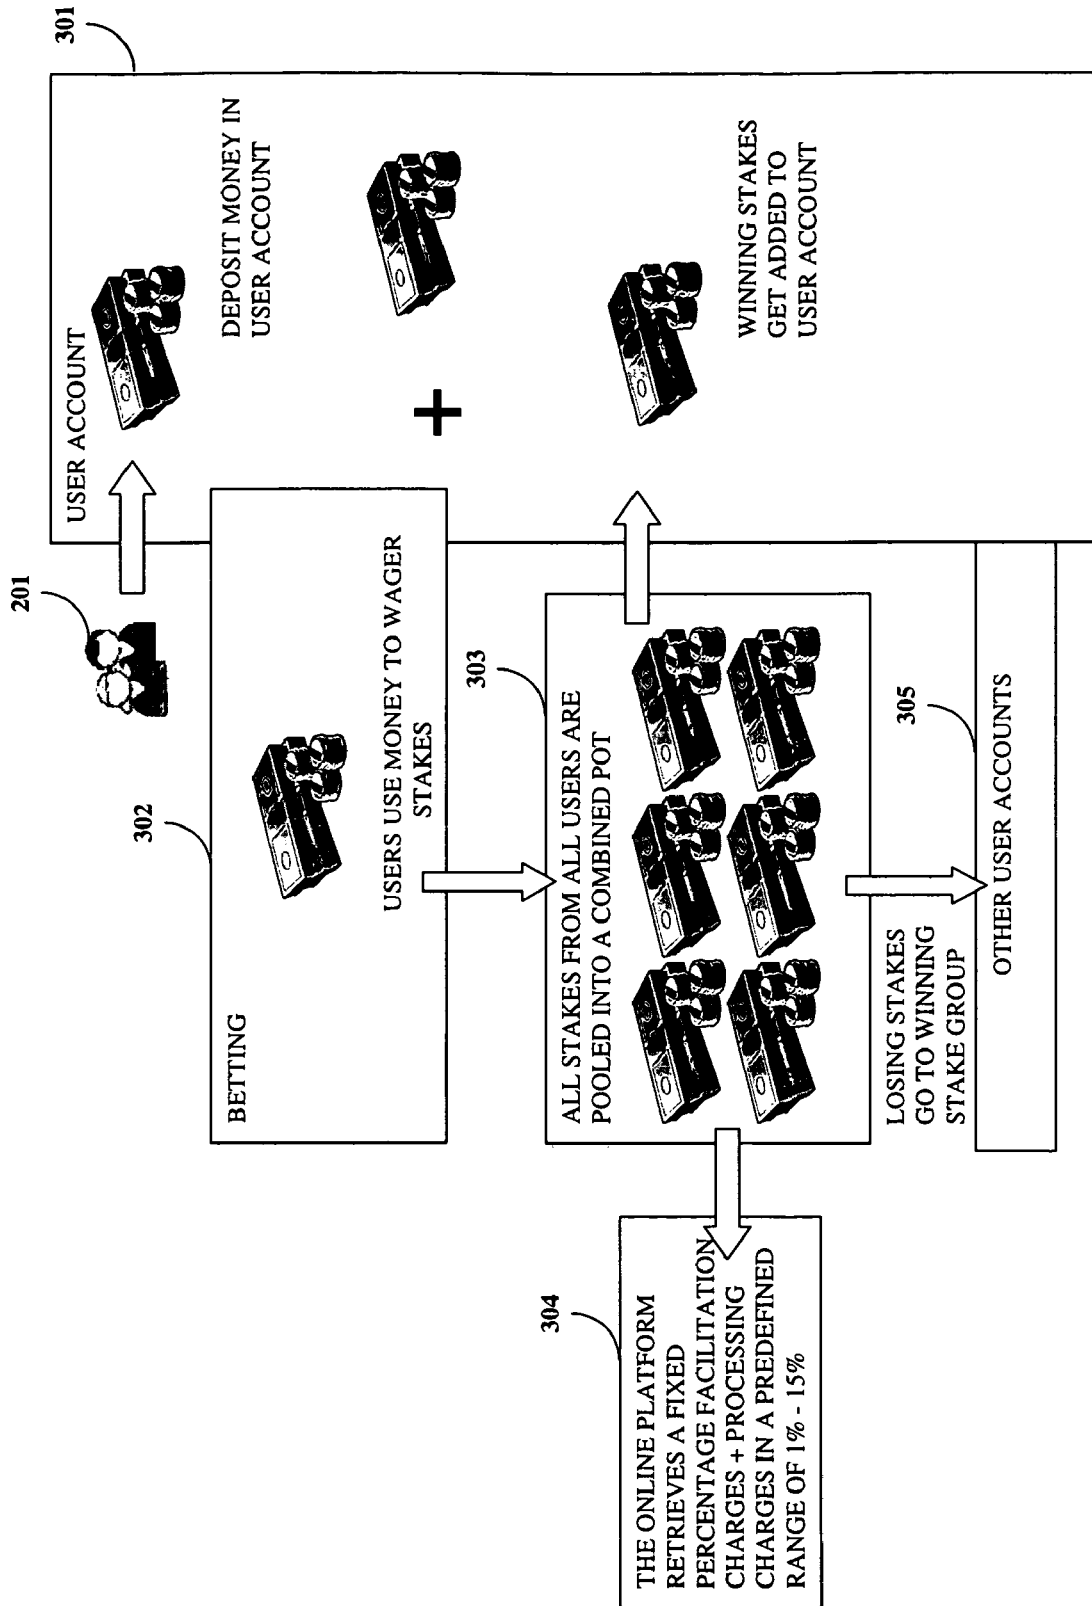 301
USER ACCOUNT
DEPOSIT MONEY IN
USER ACCOUNT
WINNING STAKES
GET ADDED TO
USER ACCOUNT
201
302
BETTING
USERS USE MONEY TO WAGER
STAKES
303
ALL STAKES FROM ALL USERS ARE
POOLED INTO A COMBINED POT
304
THE ONLINE PLATFORM
RETRIEVES A FIXED
PERCENTAGE FACILITATION
CHARGES + PROCESSING
CHARGES IN A PREDEFINED
RANGE OF 1% - 15%
LOSING STAKES
GO TO WINNING
STAKE GROUP
305
OTHER USER ACCOUNTS